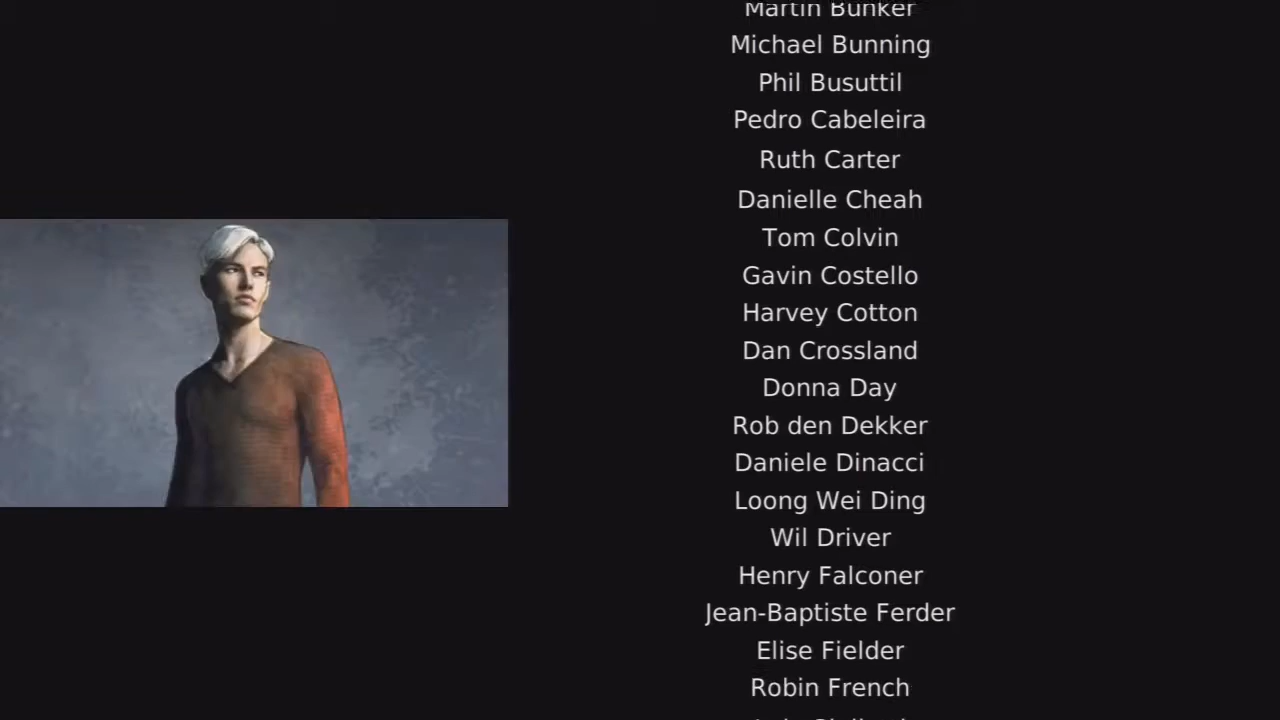 Martin Bunker
Michael Bunning
Phil Busuttil
Pedro Cabeleira
Ruth Carter
Danielle Cheah
Tom Colvin
Gavin Costello
Harvey Cotton
Dan Crossland
Donna Day
Rob den Dekker
Daniele Dinacci
Loong Wei Ding
Wil Driver
Henry Falconer
Jean-Baptiste Ferder
Elise Fielder
Robin French